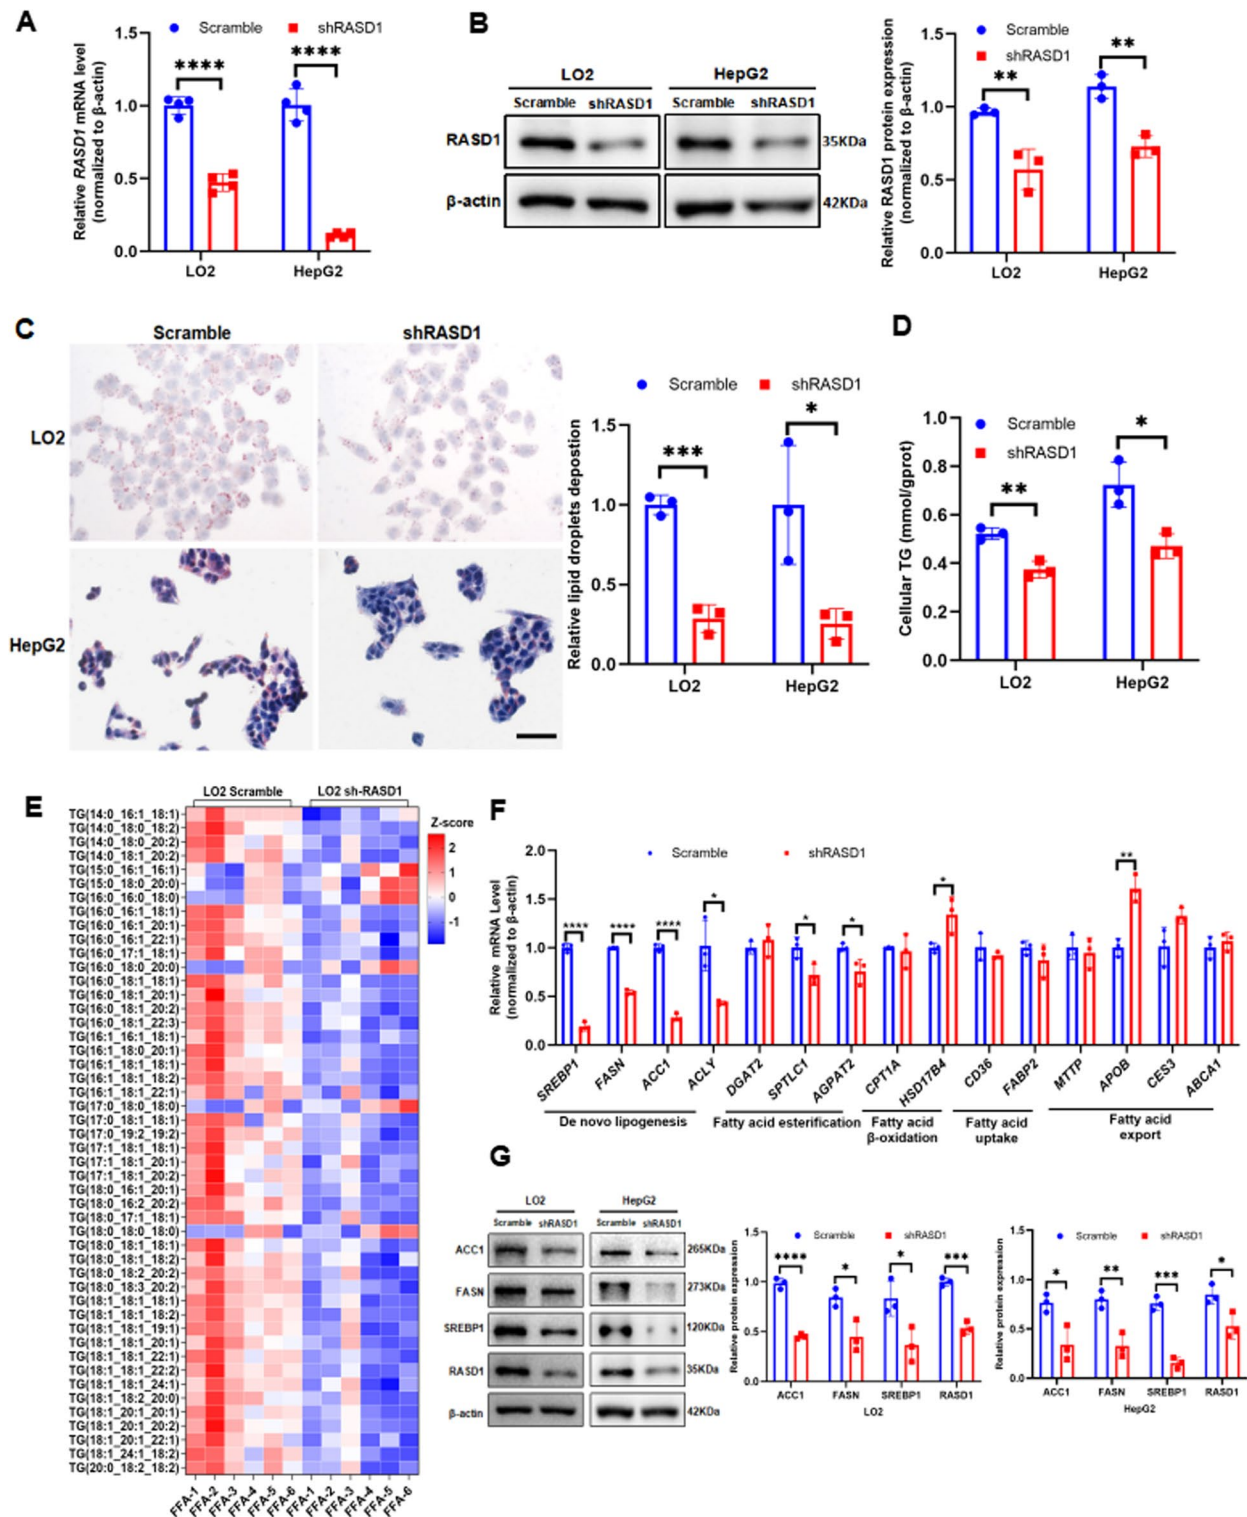 A
Scramble shRASD1
Relative RASD1 mRNA level
(normalized to β-actin)
1.5
1.0
0.5
0.0
****
****
LO2 HepG2
B
LO2 HepG2
Scramble shRASD1 Scramble shRASD1
RASD1 35KDa
β-actin 42KDa
Relative RASD1 protein expression
(normalized to β-actin)
1.5
1.0
0.5
0.0
Scramble
shRASD1
**
**
LO2 HepG2
C
Scramble shRASD1
LO2
HepG2
Scramble shRASD1
Relative lipid droplets depostion
1.5
1.0
0.5
0.0
***
*
LO2 HepG2
D
Cellular TG (mmol/gprot)
1.0
0.8
0.6
0.4
0.2
0.0
Scramble
shRASD1
**
*
LO2 HepG2
E
LO2 Scramble LO2 sh-RASD1
TG(14:0_16:1_18:1)
TG(14:0_18:0_18:2)
TG(14:0_18:0_20:2)
TG(14:0_18:1_20:2)
TG(15:0_16:1_16:1)
TG(15:0_18:0_20:0)
TG(16:0_16:0_18:0)
TG(16:0_16:1_18:1)
TG(16:0_16:1_20:1)
TG(16:0_16:1_22:1)
TG(16:0_17:1_18:1)
TG(16:0_18:0_20:0)
TG(16:0_18:1_18:1)
TG(16:0_18:1_20:1)
TG(16:0_18:1_20:2)
TG(16:0_18:1_22:3)
TG(16:1_16:1_18:1)
TG(16:1_18:0_20:1)
TG(16:1_18:1_18:1)
TG(16:1_18:1_18:2)
TG(16:1_18:1_22:1)
TG(17:0_18:0_18:0)
TG(17:0_18:1_18:1)
TG(17:0_19:2_19:2)
TG(17:1_18:1_18:1)
TG(17:1_18:1_20:1)
TG(17:1_18:1_20:2)
TG(18:0_16:1_20:1)
TG(18:0_16:2_20:2)
TG(18:0_17:1_18:1)
TG(18:0_18:0_18:0)
TG(18:0_18:1_18:1)
TG(18:0_18:1_18:2)
TG(18:0_18:2_20:2)
TG(18:0_18:3_20:2)
TG(18:1_18:1_18:1)
TG(18:1_18:1_18:2)
TG(18:1_18:1_19:1)
TG(18:1_18:1_20:1)
TG(18:1_18:1_22:1)
TG(18:1_18:1_22:2)
TG(18:1_18:1_24:1)
TG(18:1_18:2_20:0)
TG(18:1_20:1_20:1)
TG(18:1_20:1_20:2)
TG(18:1_20:1_22:1)
TG(18:1_24:1_18:2)
TG(20:0_18:2_18:2)
FFA-1 FFA-2 FFA-3 FFA-4 FFA-5 FFA-6 FFA-1 FFA-2 FFA-3 FFA-4 FFA-5 FFA-6
Z-score
2
1
0
-1
F
Scramble shRASD1
Relative mRNA Level
(normalized to β-actin)
2.0
1.5
1.0
0.5
0.0
**** **** **** * * * * **
SREBP1 FASN ACC1 ACLY DGAT2 SPTLC1 AGPAT2 CPT1A HSD17B4 CD36 FABP2 MTTP APOB CES3 ABCA1
De novo lipogenesis
Fatty acid esterification
Fatty acid
β-oxidation
Fatty acid
uptake
Fatty acid
export
G
LO2 HepG2
Scramble shRASD1 Scramble shRASD1
ACC1 265KDa
FASN 273KDa
SREBP1 120KDa
RASD1 35KDa
β-actin 42KDa
Scramble shRASD1
Relative protein expression
1.5
1.0
0.5
0.0
**** * * ***
ACC1 FASN SREBP1 RASD1
LO2
Scramble shRASD1
Relative protein expression
1.5
1.0
0.5
0.0
* ** *** *
ACC1 FASN SREBP1 RASD1
HepG2